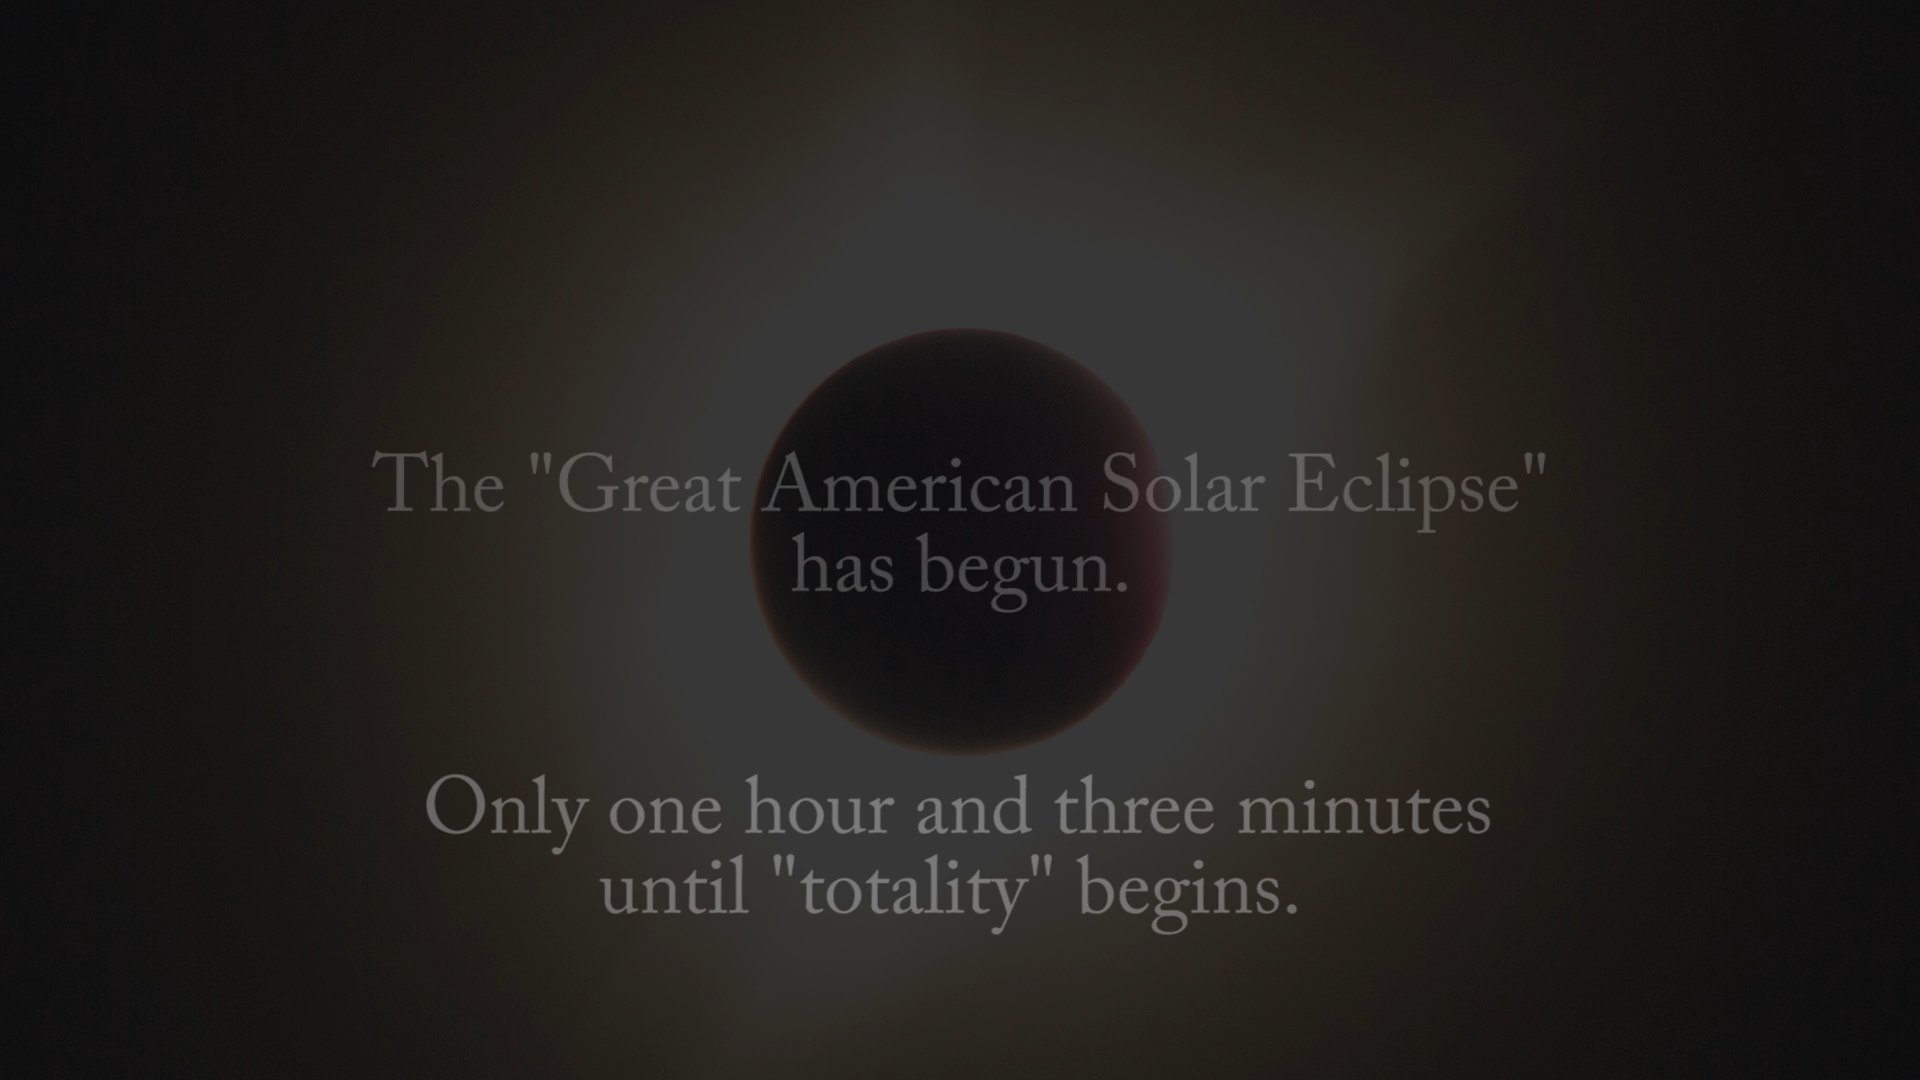 The "Great American Solar Eclipse"
has begun.
Only one hour and three minutes
until "totality" begins.